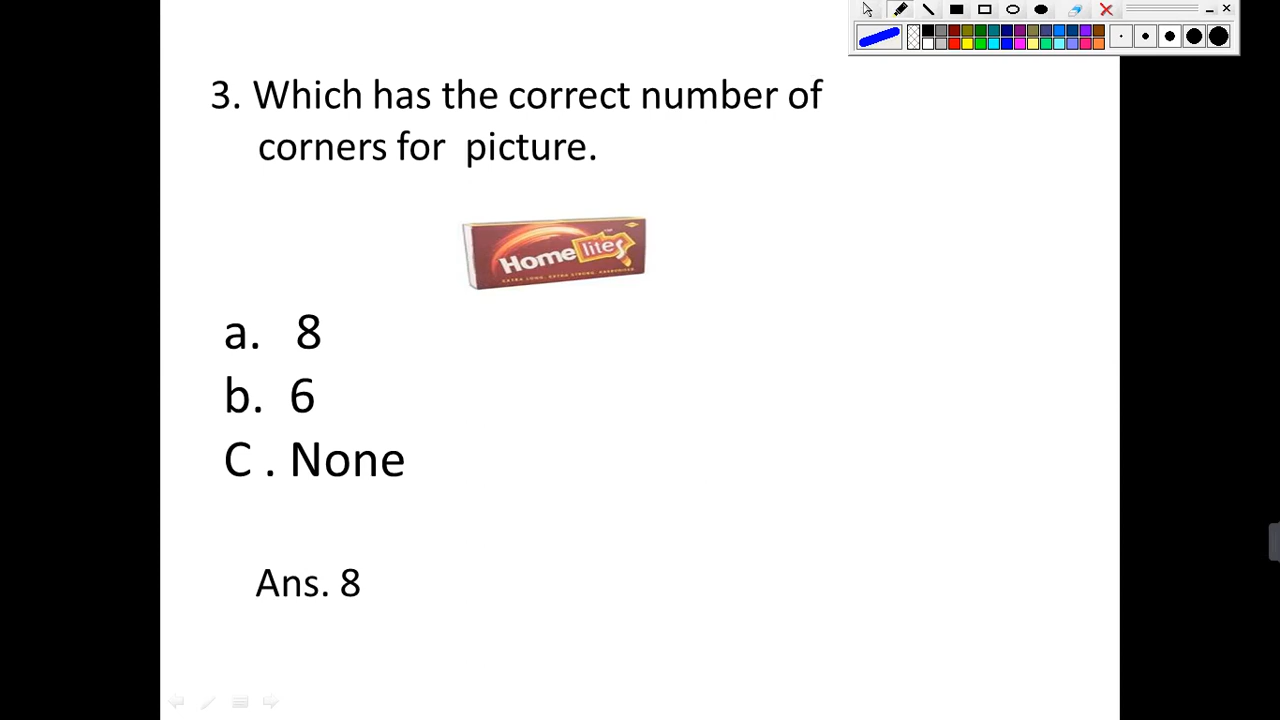 3. Which has the correct number of
corners for picture.
Home lites
a. 8
b. 6
C . None
Ans. 8